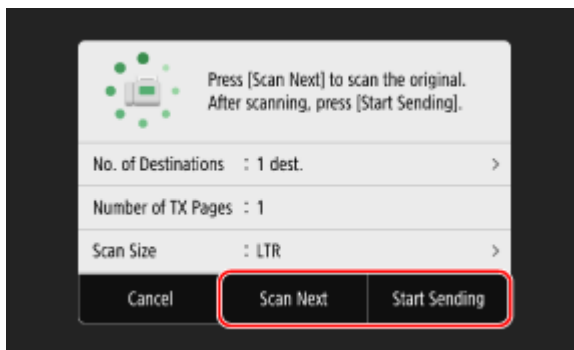 Press [Scan Next] to scan the original.
After scanning, press [Start Sending].
No. of Destinations : 1 dest. >
Number of TX Pages : 1
Scan Size : LTR >
Cancel Scan Next Start Sending